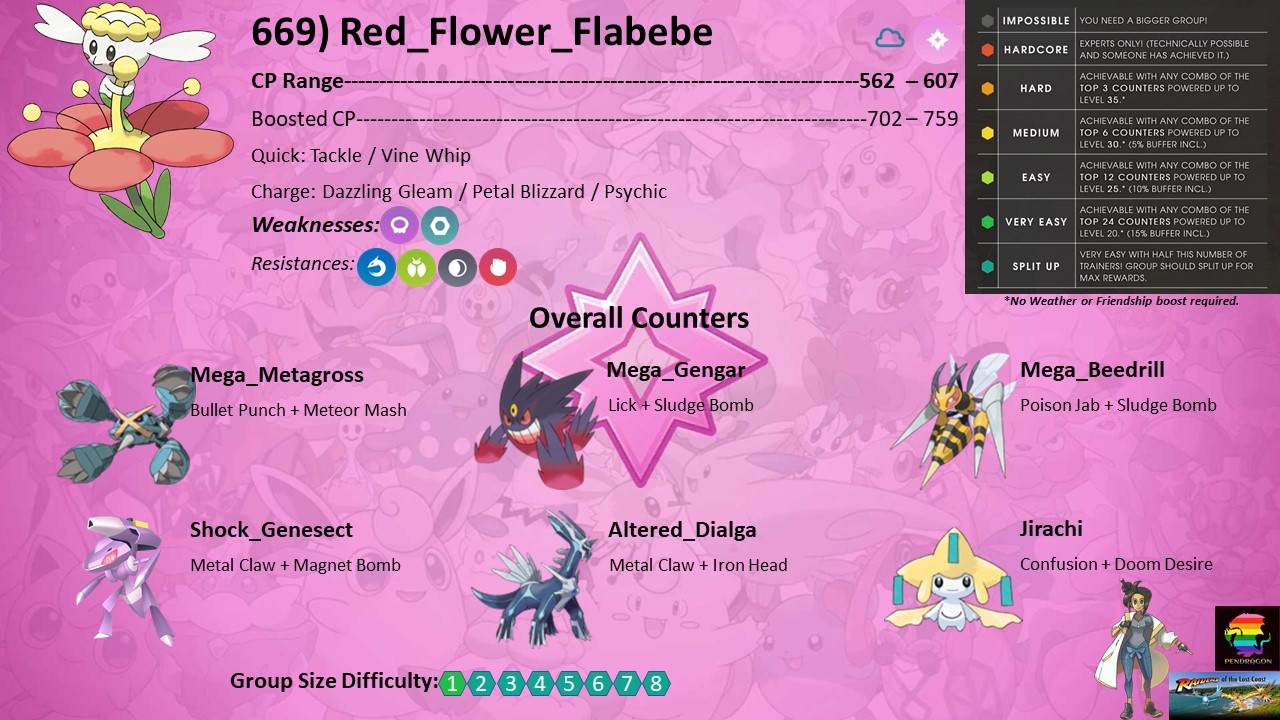 669) Red_Flower_Flabebe
CP Range--------------------------------------------------------------------------562 – 607
Boosted CP-------------------------------------------------------------------------702 – 759
Quick: Tackle / Vine Whip
Charge: Dazzling Gleam / Petal Blizzard / Psychic
Weaknesses:
Resistances:
IMPOSSIBLE YOU NEED A BIGGER GROUP!
HARDCORE EXPERTS ONLY! (TECHNICALLY POSSIBLE
AND SOMEONE HAS ACHIEVED IT.)
HARD ACHIEVABLE WITH ANY COMBO OF THE
TOP 3 COUNTERS POWERED UP TO
LEVEL 35.*
MEDIUM ACHIEVABLE WITH ANY COMBO OF THE
TOP 6 COUNTERS POWERED UP TO
LEVEL 30.* (5% BUFFER INCL.)
EASY ACHIEVABLE WITH ANY COMBO OF THE
TOP 12 COUNTERS POWERED UP TO
LEVEL 25.* (10% BUFFER INCL.)
VERY EASY ACHIEVABLE WITH ANY COMBO OF THE
TOP 24 COUNTERS POWERED UP TO
LEVEL 20.* (15% BUFFER INCL.)
SPLIT UP VERY EASY WITH HALF THIS NUMBER OF
TRAINERS! GROUP SHOULD SPLIT UP FOR
MAX REWARDS.
*No Weather or Friendship boost required.
Overall Counters
Mega_Metagross
Bullet Punch + Meteor Mash
Mega_Gengar
Lick + Sludge Bomb
Mega_Beedrill
Poison Jab + Sludge Bomb
Shock_Genesect
Metal Claw + Magnet Bomb
Altered_Dialga
Metal Claw + Iron Head
Jirachi
Confusion + Doom Desire
Group Size Difficulty: 1 2 3 4 5 6 7 8
PENDRAGON
RAIDERS of the Lost Coast